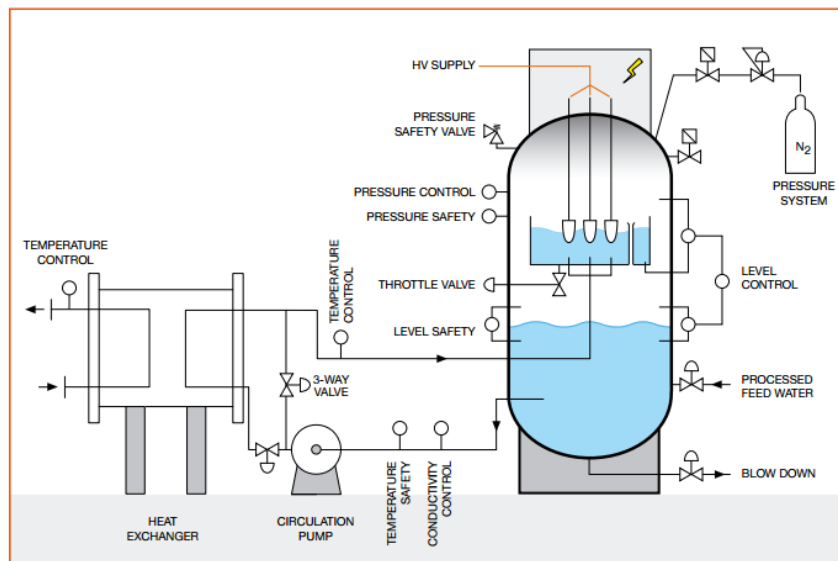 HV SUPPLY
PRESSURE
SAFETY VALVE
N2
PRESSURE
SYSTEM
PRESSURE CONTROL
PRESSURE SAFETY
TEMPERATURE
CONTROL
TEMPERATURE
CONTROL
THROTTLE VALVE
LEVEL
CONTROL
LEVEL SAFETY
3-WAY
VALVE
PROCESSED
FEED WATER
TEMPERATURE
SAFETY
CONDUCTIVITY
CONTROL
BLOW DOWN
HEAT
EXCHANGER
CIRCULATION
PUMP